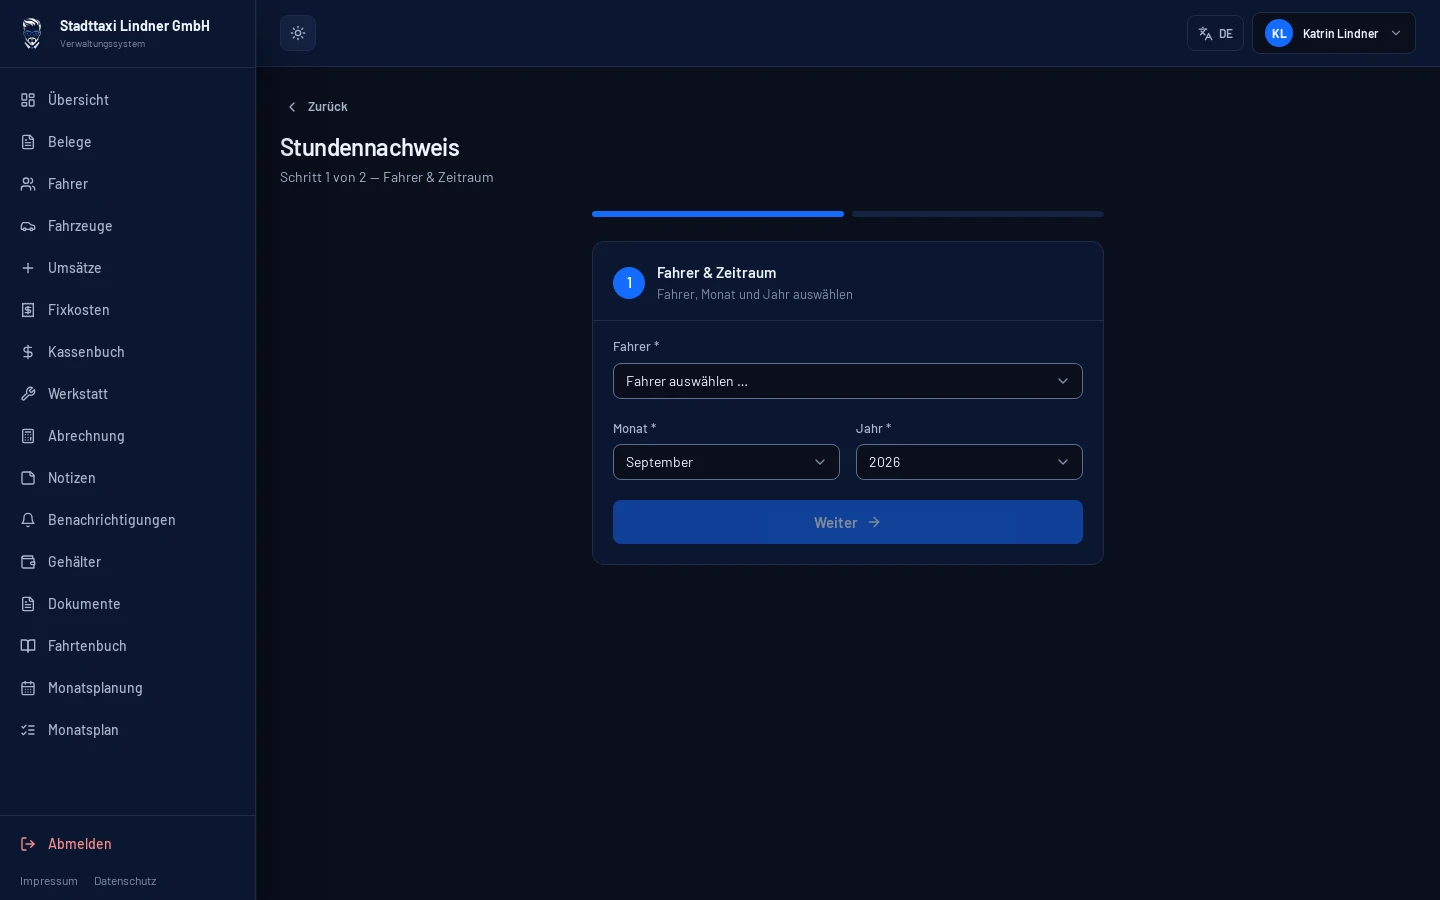 Stadttaxi Lindner GmbH
Verwaltungssystem
DE
KL
Katrin Lindner
Übersicht
Belege
Fahrer
Fahrzeuge
Umsätze
Fixkosten
Kassenbuch
Werkstatt
Abrechnung
Notizen
Benachrichtigungen
Gehälter
Dokumente
Fahrtenbuch
Monatsplanung
Monatsplan
Abmelden
Impressum Datenschutz
Zurück
Stundennachweis
Schritt 1 von 2 — Fahrer & Zeitraum
1
Fahrer & Zeitraum
Fahrer, Monat und Jahr auswählen
Fahrer *
Fahrer auswählen ...
Monat * Jahr *
September 2026
Weiter